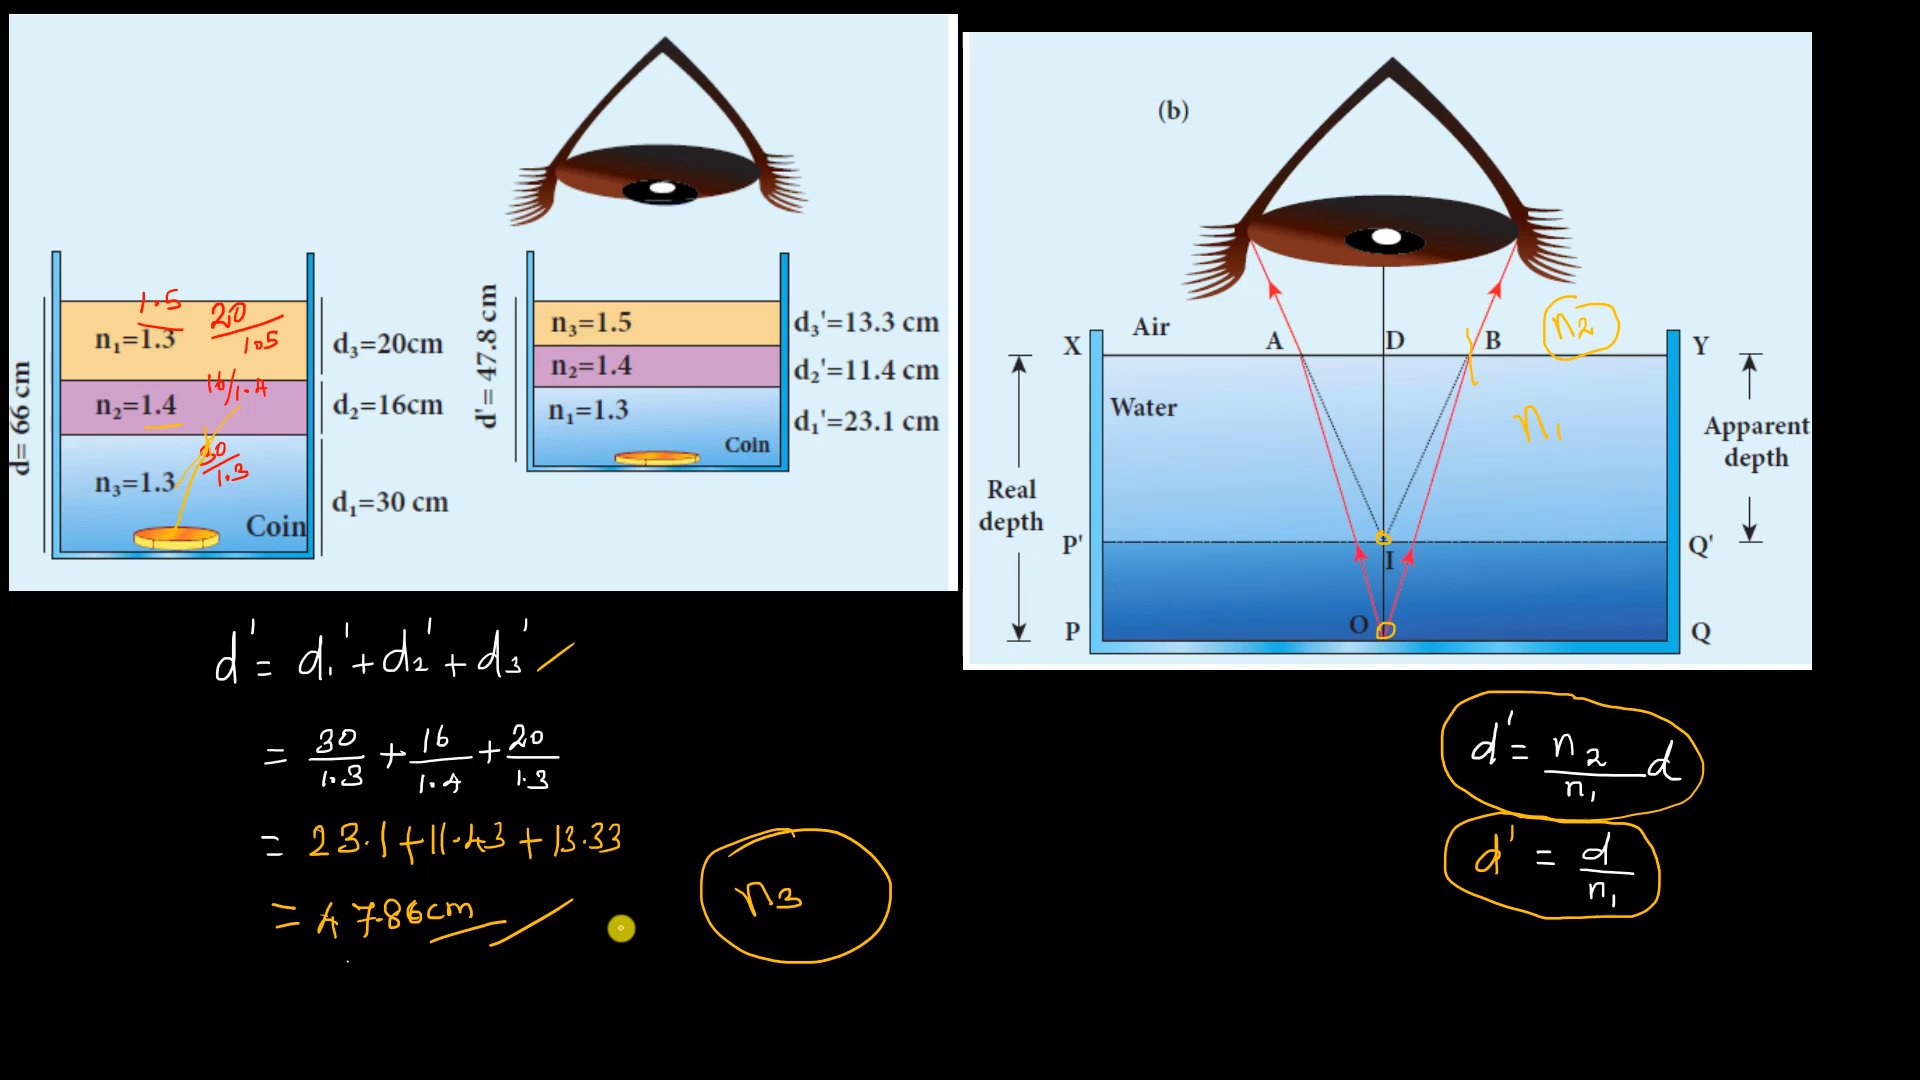 d= 66 cm
1.5
n₁=1.3
20/1.5
d₃=20cm
16/1.4
n₂=1.4
d₂=16cm
30/1.3
n₃=1.3
d₁=30 cm
Coin
d'= 47.8 cm
n₃=1.5
d₃'=13.3 cm
n₂=1.4
d₂'=11.4 cm
n₁=1.3
d₁'=23.1 cm
Coin
(b)
Air
n₂
X A D B Y
Water
n₁
Apparent
depth
Real
depth
P' I Q'
P O Q
d' = d₁' + d₂' + d₃'
= 30/1.3 + 16/1.4 + 20/1.3
= 23.1 + 11.43 + 13.33
= 47.86cm
n₃
d' = n₂/n₁ d
d' = d/n₁